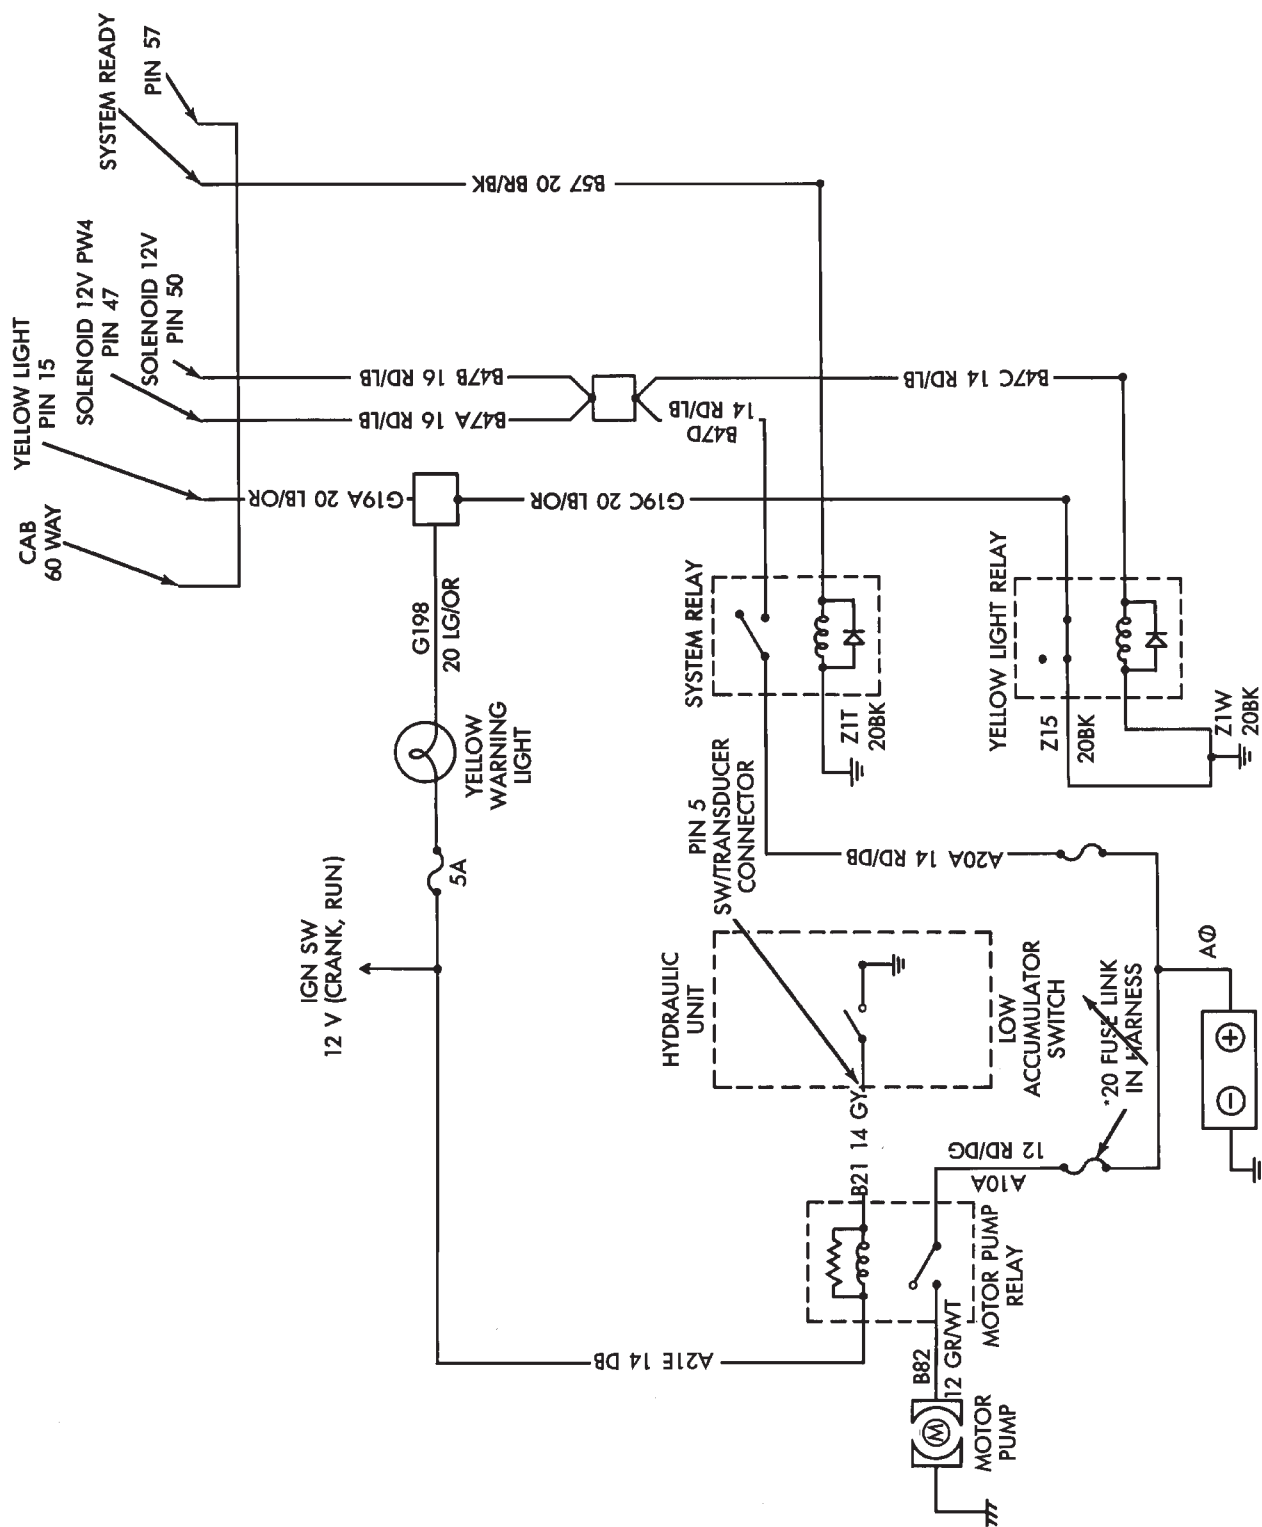 CAB
60 WAY
YELLOW LIGHT
PIN 15
SOLENOID 12V PW4
PIN 47
SOLENOID 12V
PIN 50
SYSTEM READY
PIN 57
G19A 20 LB/OR
B47A 16 RD/LB
B47B 16 RD/LB
B57 20 BR/BK
IGN SW
12 V (CRANK, RUN)
5A
YELLOW
WARNING
LIGHT
G198
20 LG/OR
G19C 20 LB/OR
B47D
14 RD/LB
B47C 14 RD/LB
A21E 14 DB
HYDRAULIC
UNIT
PIN 5
SW/TRANSDUCER
CONNECTOR
SYSTEM RELAY
Z1T
20BK
B21 14 GY
LOW
ACCUMULATOR
SWITCH
A20A 14 RD/DB
YELLOW LIGHT RELAY
Z15
20BK
Z1W
20BK
MOTOR
PUMP
M
B82
12 GR/WT
MOTOR PUMP
RELAY
A10A
12 RD/DG
*20 FUSE LINK
IN HARNESS
AΦ
− +